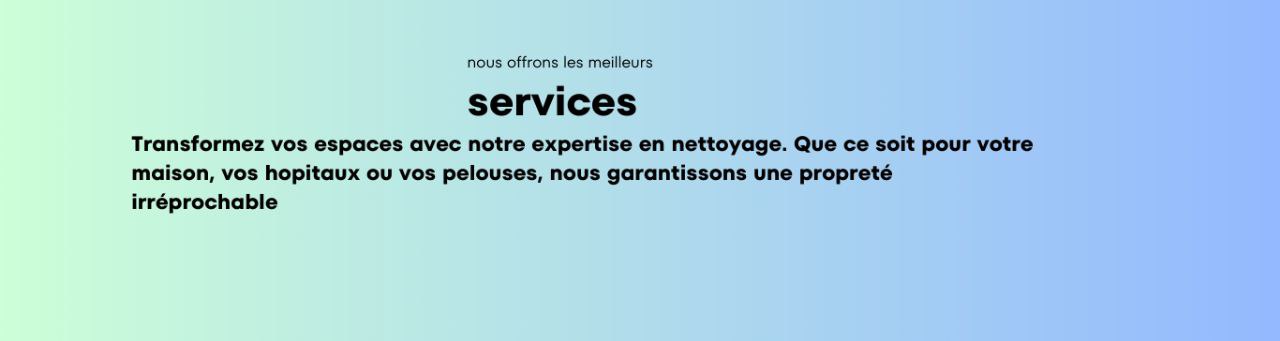 nous offrons les meilleurs
services
Transformez vos espaces avec notre expertise en nettoyage. Que ce soit pour votre
maison, vos hopitaux ou vos pelouses, nous garantissons une propreté
irréprochable